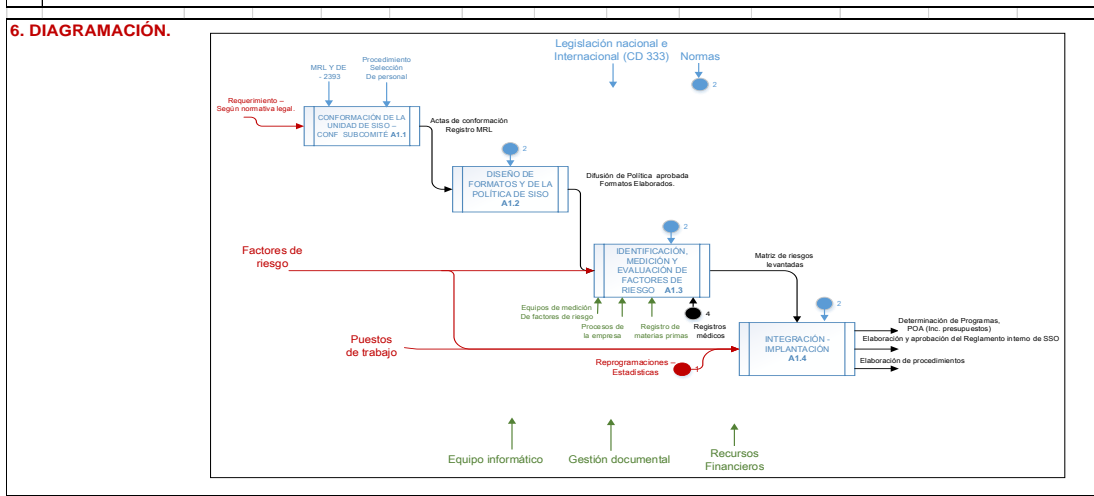 6. DIAGRAMACIÓN.
Legislación nacional e
Internacional (CD 333)
Normas
2
MRL Y DE
- 2393
Procedimiento
Selección
De personal
Requerimiento –
Según normativa legal.
CONFORMACIÓN DE LA
UNIDAD DE SISO –
CONF SUBCOMITÉ A1.1
Actas de conformación
Registro MRL
2
DISEÑO DE
FORMATOS Y DE LA
POLÍTICA DE SISO
A1.2
Difusión de Política aprobada
Formatos Elaborados.
2
Factores de
riesgo
IDENTIFICACIÓN,
MEDICIÓN Y
EVALUACIÓN DE
FACTORES DE
RIESGO A1.3
Matriz de riesgos
levantadas
Equipos de medición
De factores de riesgo
Procesos de
la empresa
Registro de
materias primas
4
Registros
médicos
2
Puestos
de trabajo
INTEGRACIÓN -
IMPLANTACIÓN
A1.4
Determinación de Programas,
POA (Inc. presupuestos)
Elaboración y aprobación del Reglamento interno de SSO
Elaboración de procedimientos
Reprogramaciones –
Estadísticas
1
Equipo informático
Gestión documental
Recursos
Financieros